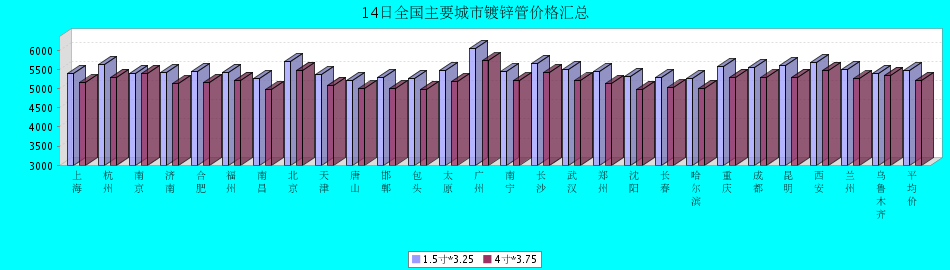 14日全国主要城市镀锌管价格汇总
6000
5500
5000
4500
4000
3500
3000
上海 杭州 南京 济南 合肥 福州 南昌 北京 天津 唐山 邯郸 包头 太原 广州 南宁 长沙 武汉 郑州 沈阳 长春 哈尔滨 重庆 成都 昆明 西安 兰州 乌鲁木齐 平均价
1.5寸*3.25 4寸*3.75